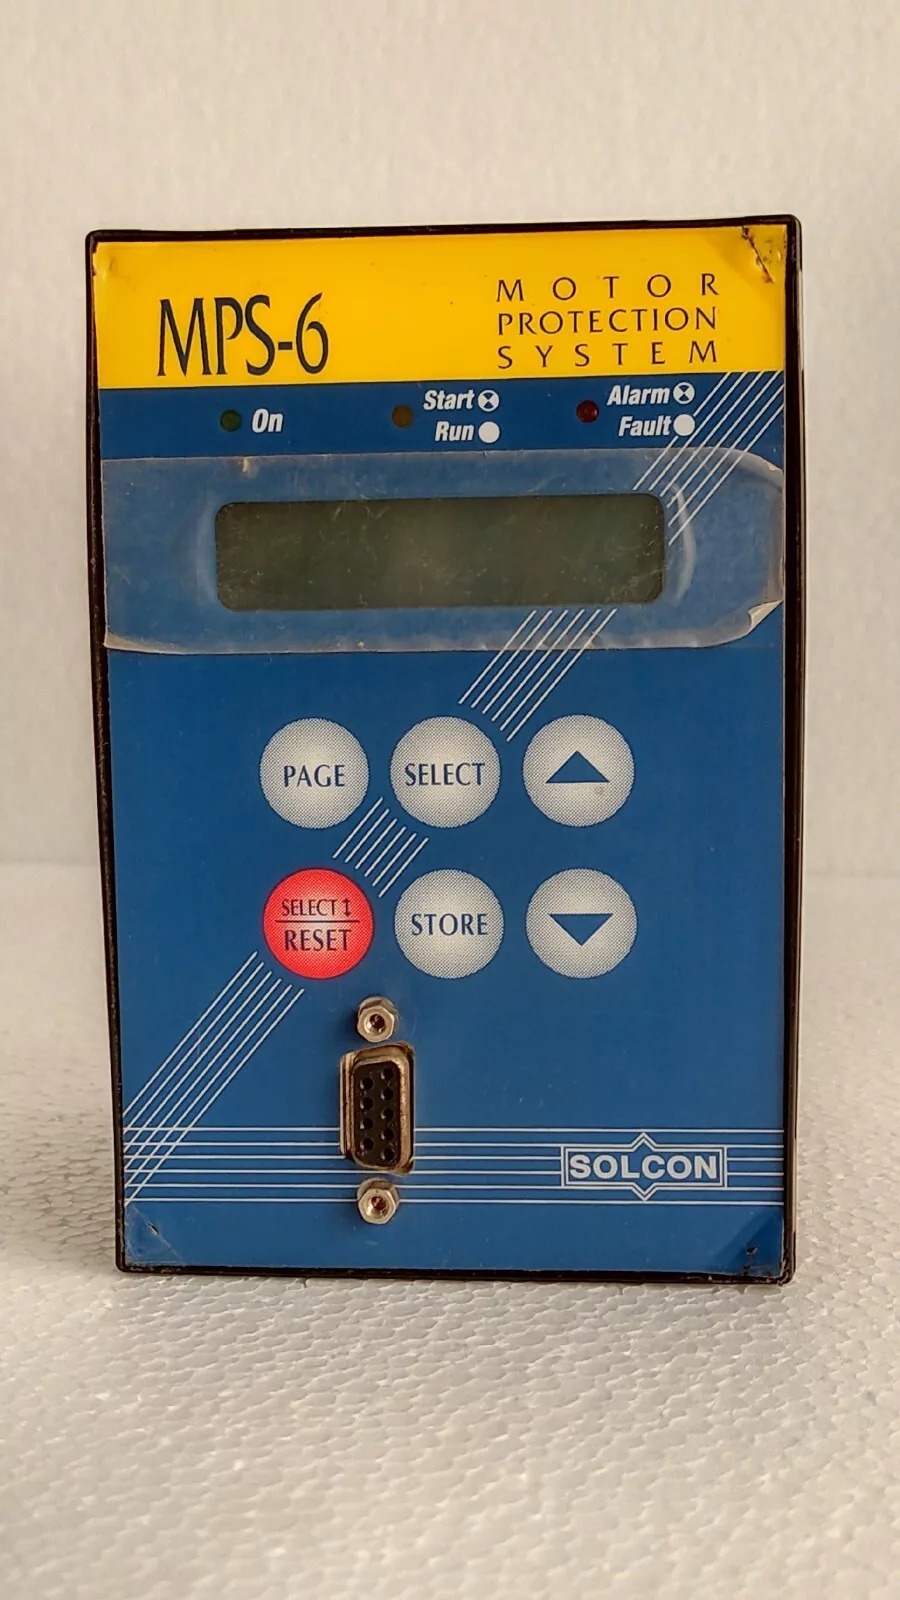 MPS-6
MOTOR
PROTECTION
SYSTEM
On
Start
Run
Alarm
Fault
PAGE
SELECT
SELECT ↕
RESET
STORE
SOLCON